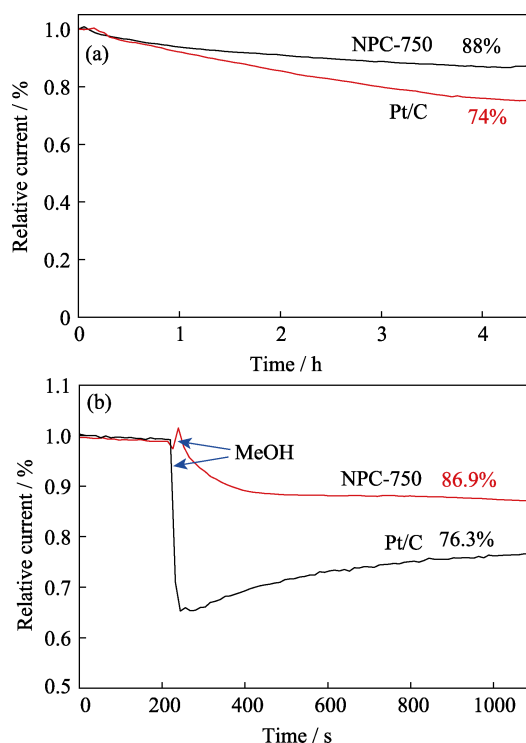 1.0
(a)
NPC-750 88%
0.8
Pt/C
74%
0.6
0.4
0.2
0
Relative current / %
0 1 2 3 4
Time / h
1.1
(b)
1.0
MeOH
0.9
NPC-750 86.9%
0.8
Pt/C 76.3%
0.7
0.6
0.5
Relative current / %
0 200 400 600 800 1000
Time / s